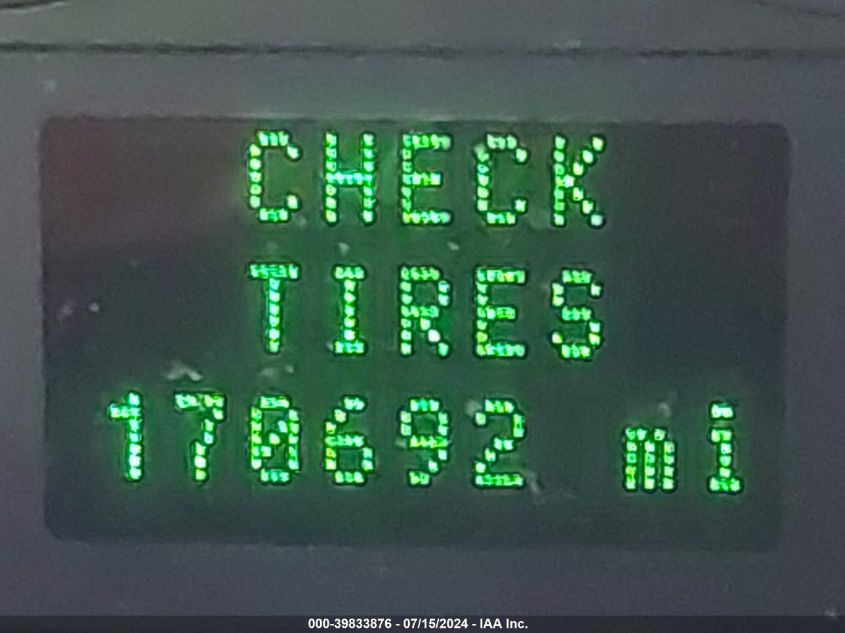 CHECK
TIRES
170692 mi
000-39833876 - 07/15/2024 - IAA Inc.